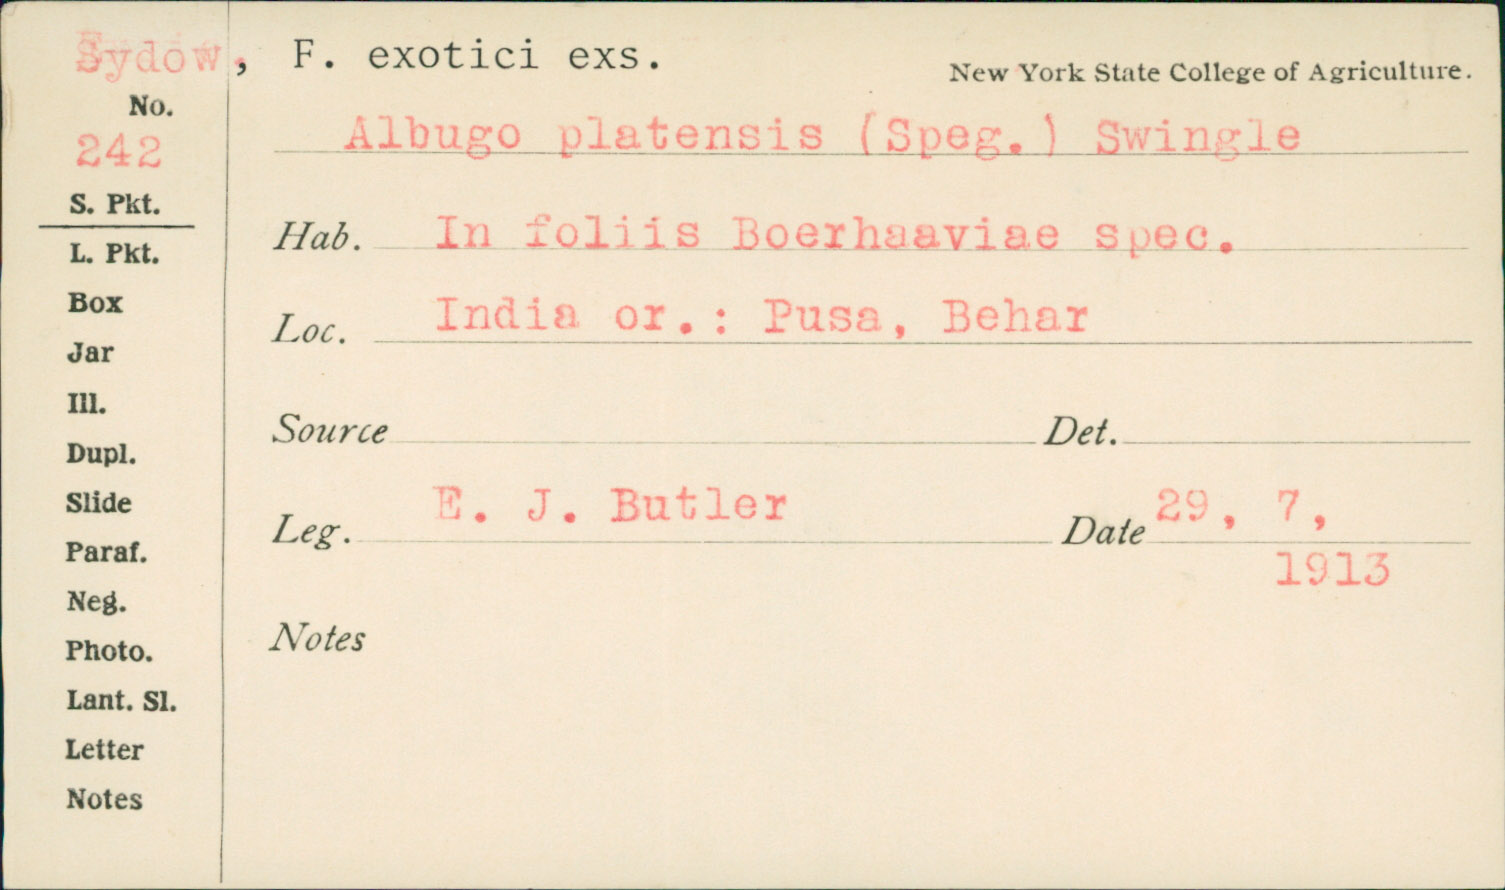 Sydow, F. exotici exs.
New York State College of Agriculture.
No.
242
Albugo platensis (Speg.) Swingle
S. Pkt.
L. Pkt.
Box
Jar
Ill.
Dupl.
Slide
Paraf.
Neg.
Photo.
Lant. Sl.
Letter
Notes
Hab. In foliis Boerhaaviae spec.
Loc. India or.: Pusa, Behar
Source Det.
Leg. E. J. Butler Date 29, 7,
1913
Notes